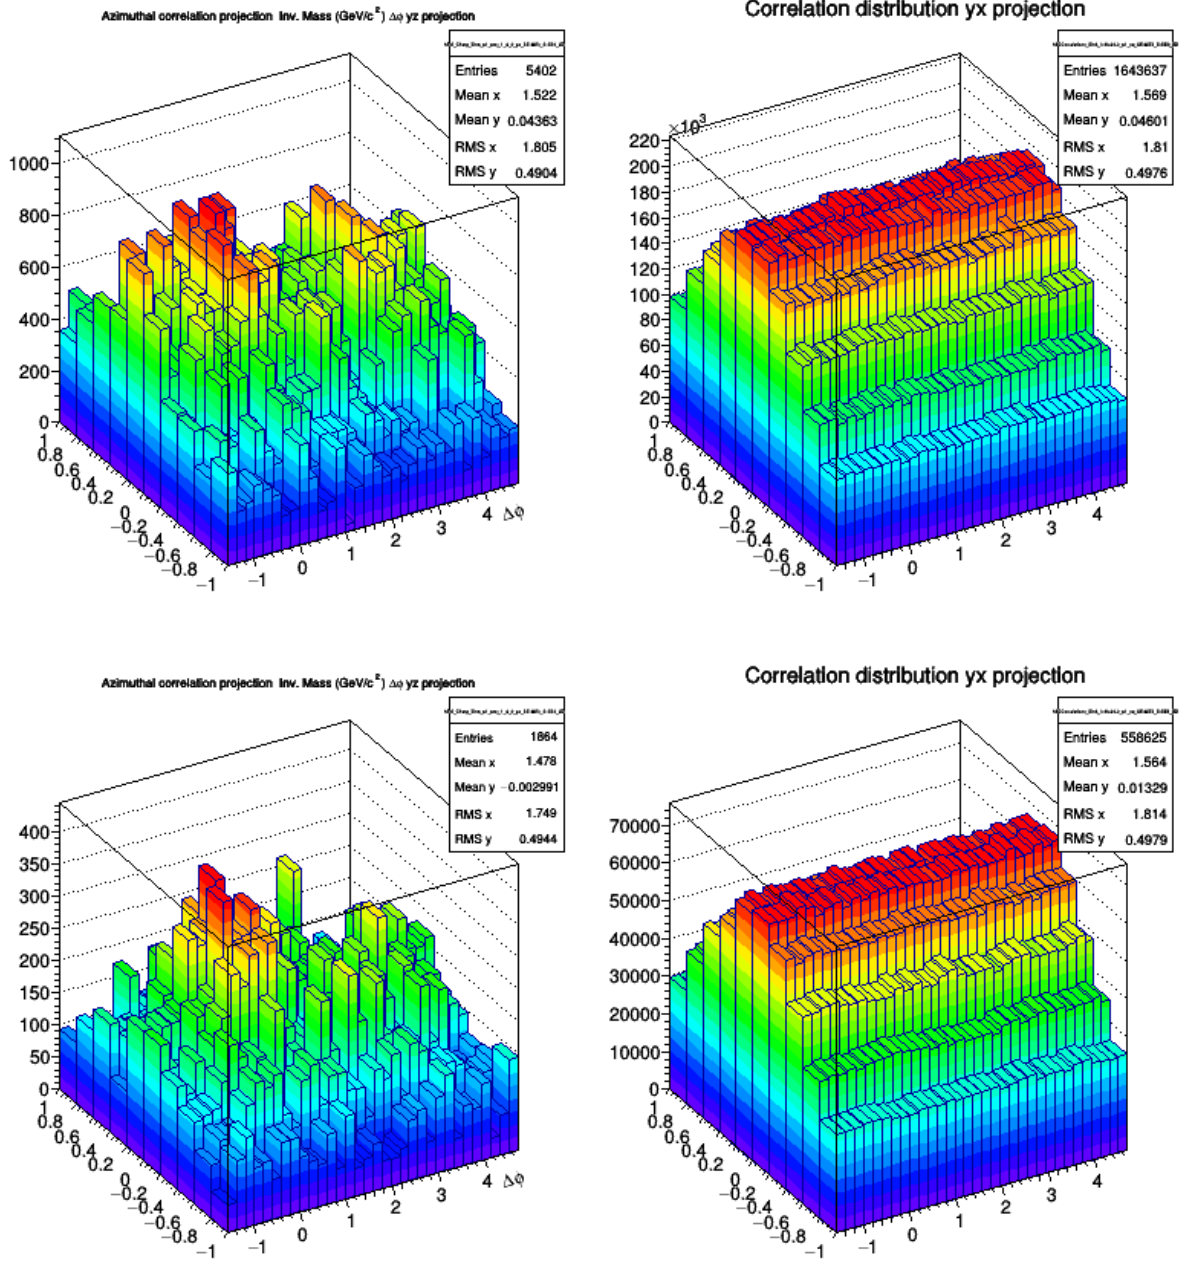 Azimuthal correlation projection Inv. Mass (GeV/c²) Δφ yz projection
Entries 5402
Mean x 1.522
Mean y 0.04363
RMS x 1.805
RMS y 0.4904
1000
800
600
400
200
0
1
0.8
0.6
0.4
0.2
0
−0.2
−0.4
−0.6
−0.8
−1
−1 0 1 2 3 4 Δφ
Correlation distribution yx projection
Entries 1643637
Mean x 1.569
Mean y 0.04601
RMS x 1.81
RMS y 0.4976
×10³
220
200
180
160
140
120
100
80
60
40
20
0
1
0.8
0.6
0.4
0.2
0
−0.2
−0.4
−0.6
−0.8
−1
−1 0 1 2 3 4
Azimuthal correlation projection Inv. Mass (GeV/c²) Δφ yz projection
Entries 1864
Mean x 1.478
Mean y −0.002991
RMS x 1.749
RMS y 0.4944
400
350
300
250
200
150
100
50
0
1
0.8
0.6
0.4
0.2
0
−0.2
−0.4
−0.6
−0.8
−1
−1 0 1 2 3 4 Δφ
Correlation distribution yx projection
Entries 558625
Mean x 1.564
Mean y 0.01329
RMS x 1.814
RMS y 0.4979
70000
60000
50000
40000
30000
20000
10000
0
1
0.8
0.6
0.4
0.2
0
−0.2
−0.4
−0.6
−0.8
−1
−1 0 1 2 3 4